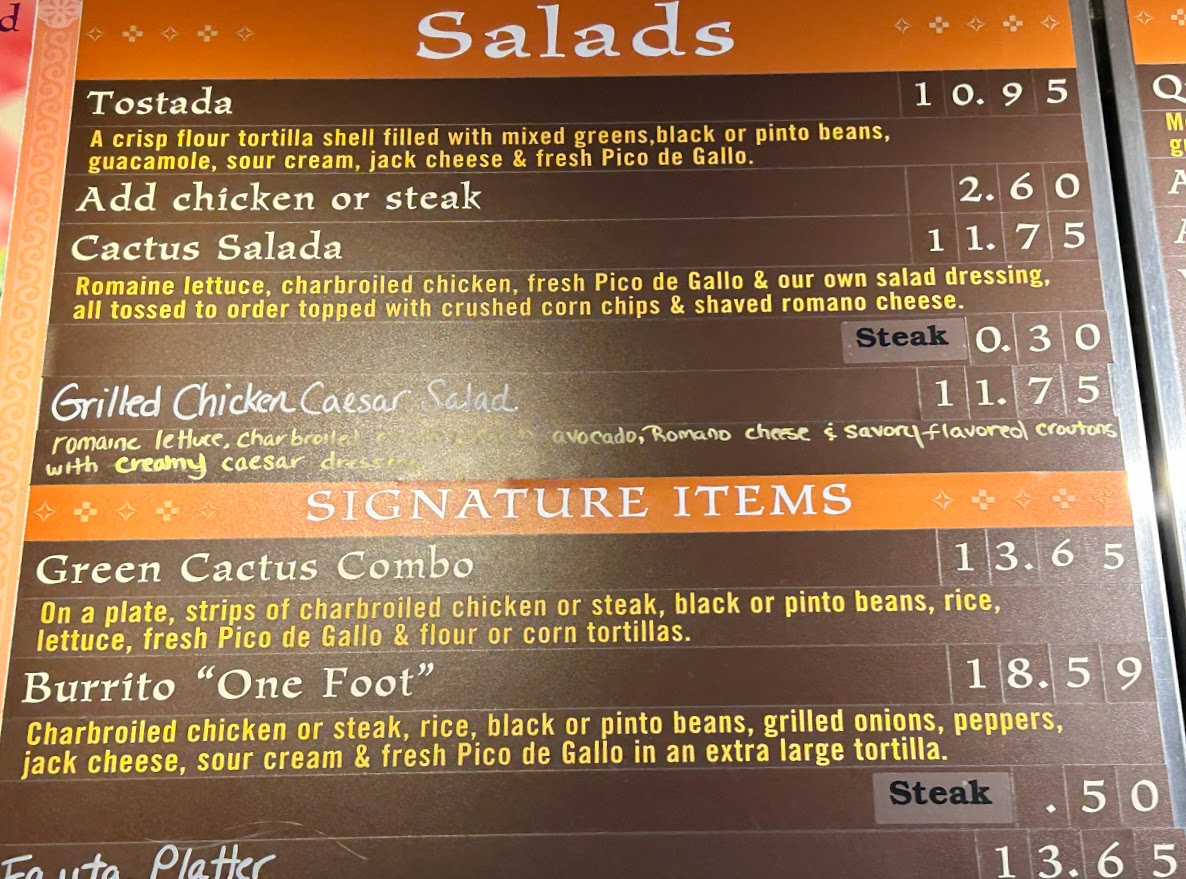 d
Salads
Tostada 10.95
A crisp flour tortilla shell filled with mixed greens,black or pinto beans,
guacamole, sour cream, jack cheese & fresh Pico de Gallo.
Add chicken or steak 2.60
Cactus Salada 11.75
Romaine lettuce, charbroiled chicken, fresh Pico de Gallo & our own salad dressing,
all tossed to order topped with crushed corn chips & shaved romano cheese.
Steak 0.30
Grilled Chicken Caesar Salad 11.75
romaine lettuce, charbroiled avocado, Romano cheese & savory-flavored croutons
with creamy caesar dressing
SIGNATURE ITEMS
Green Cactus Combo 13.65
On a plate, strips of charbroiled chicken or steak, black or pinto beans, rice,
lettuce, fresh Pico de Gallo & flour or corn tortillas.
Burrito “One Foot” 18.59
Charbroiled chicken or steak, rice, black or pinto beans, grilled onions, peppers,
jack cheese, sour cream & fresh Pico de Gallo in an extra large tortilla.
Steak .50
Fajita Platter 13.65